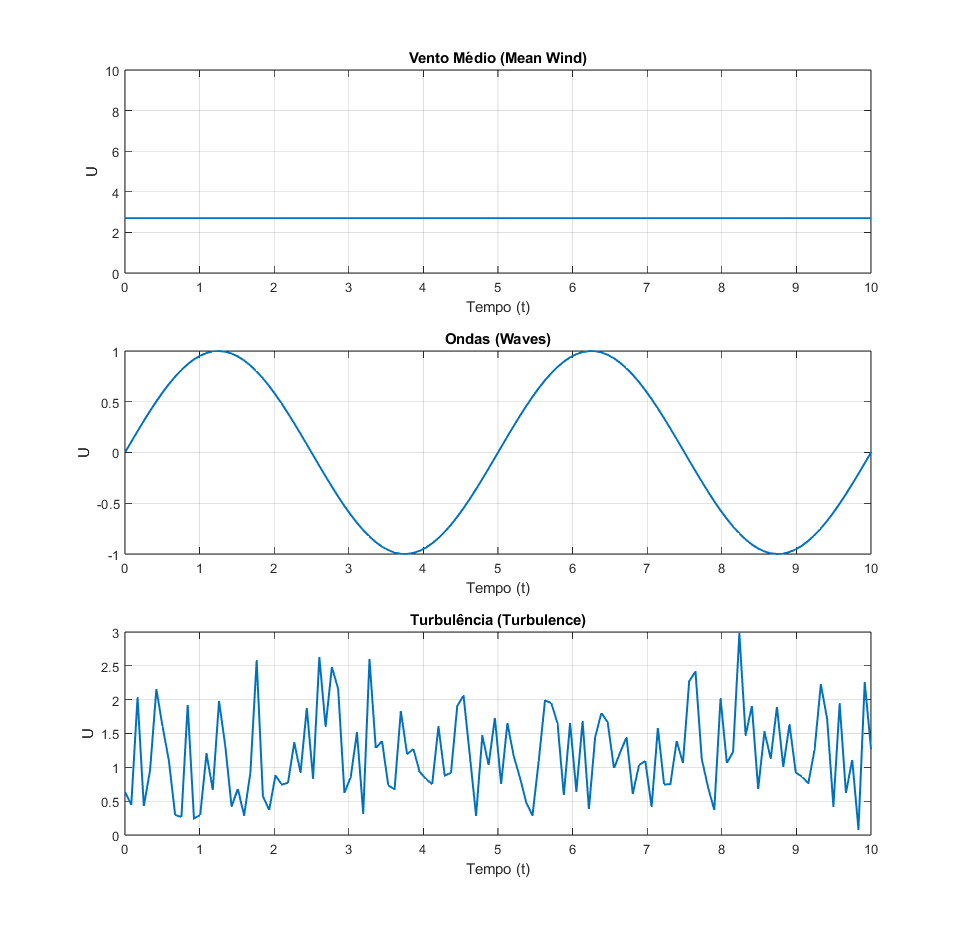 Vento Médio (Mean Wind)
10
8
6
4
2
0
U
0 1 2 3 4 5 6 7 8 9 10
Tempo (t)
Ondas (Waves)
1
0.5
0
-0.5
-1
U
0 1 2 3 4 5 6 7 8 9 10
Tempo (t)
Turbulência (Turbulence)
3
2.5
2
1.5
1
0.5
0
U
0 1 2 3 4 5 6 7 8 9 10
Tempo (t)